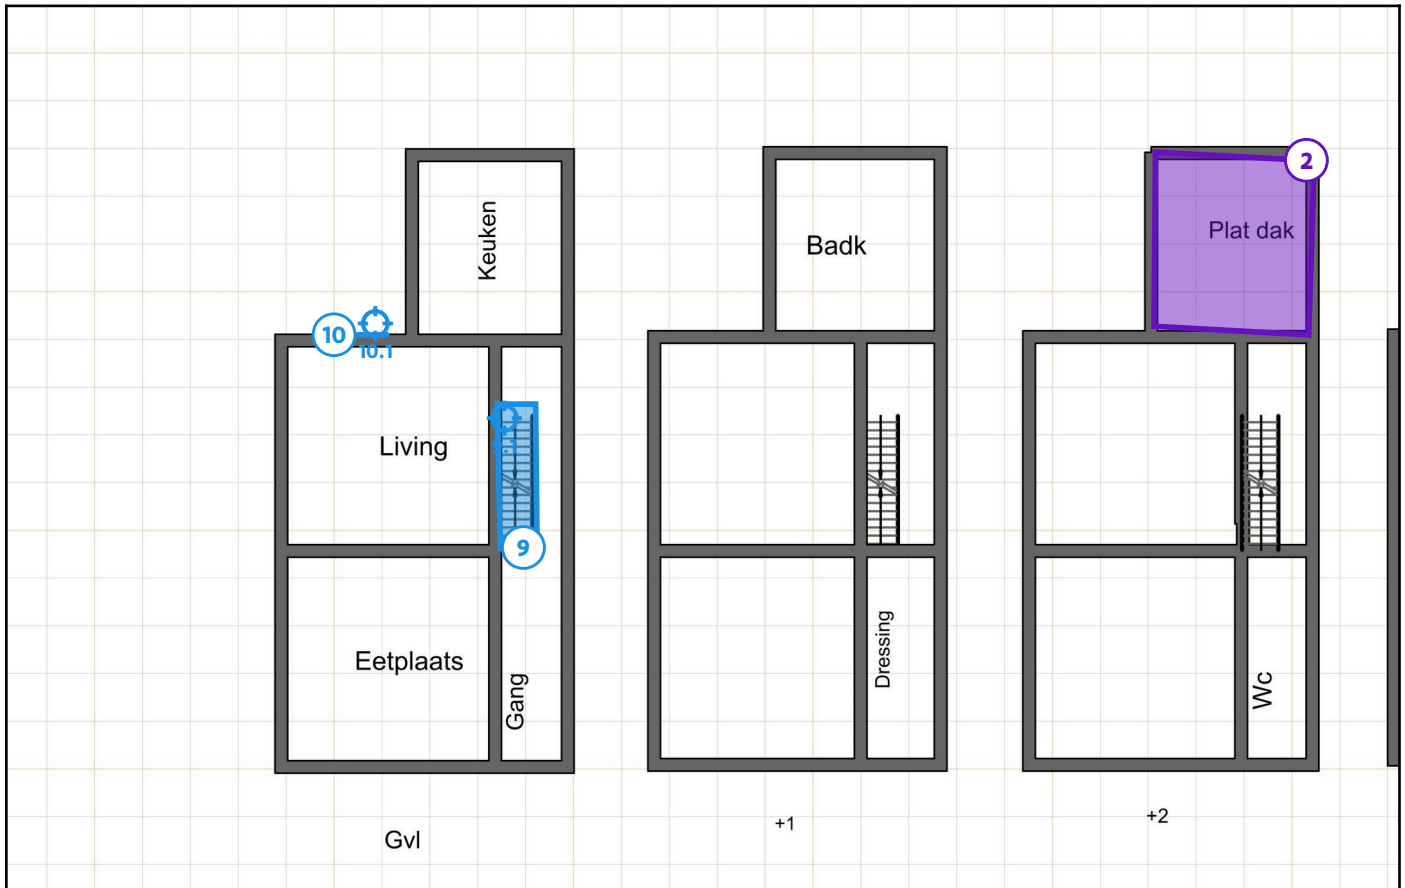 2
Keuken
Plat dak
Badk
10
10.1
Living
9
Dressing
Eetplaats
Gang
Wc
+2
+1
Gvl